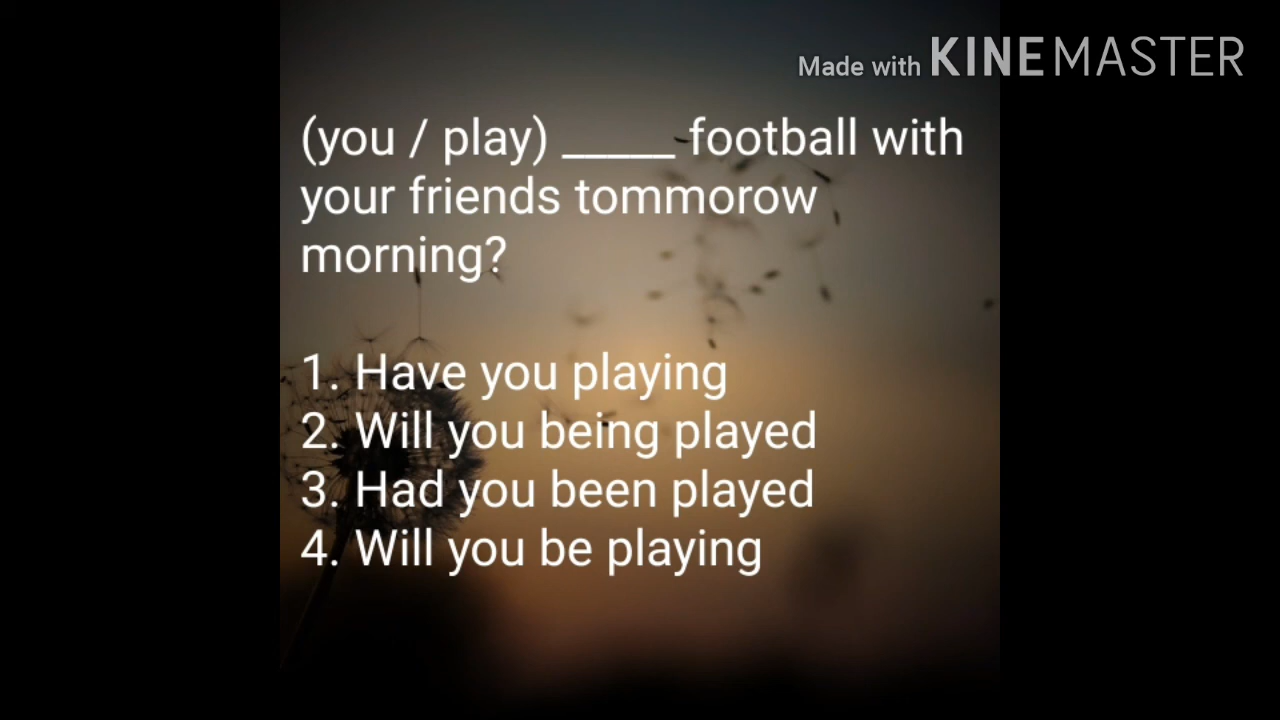 Made with KINEMASTER
(you / play) _____ football with
your friends tommorow
morning?
1. Have you playing
2. Will you being played
3. Had you been played
4. Will you be playing